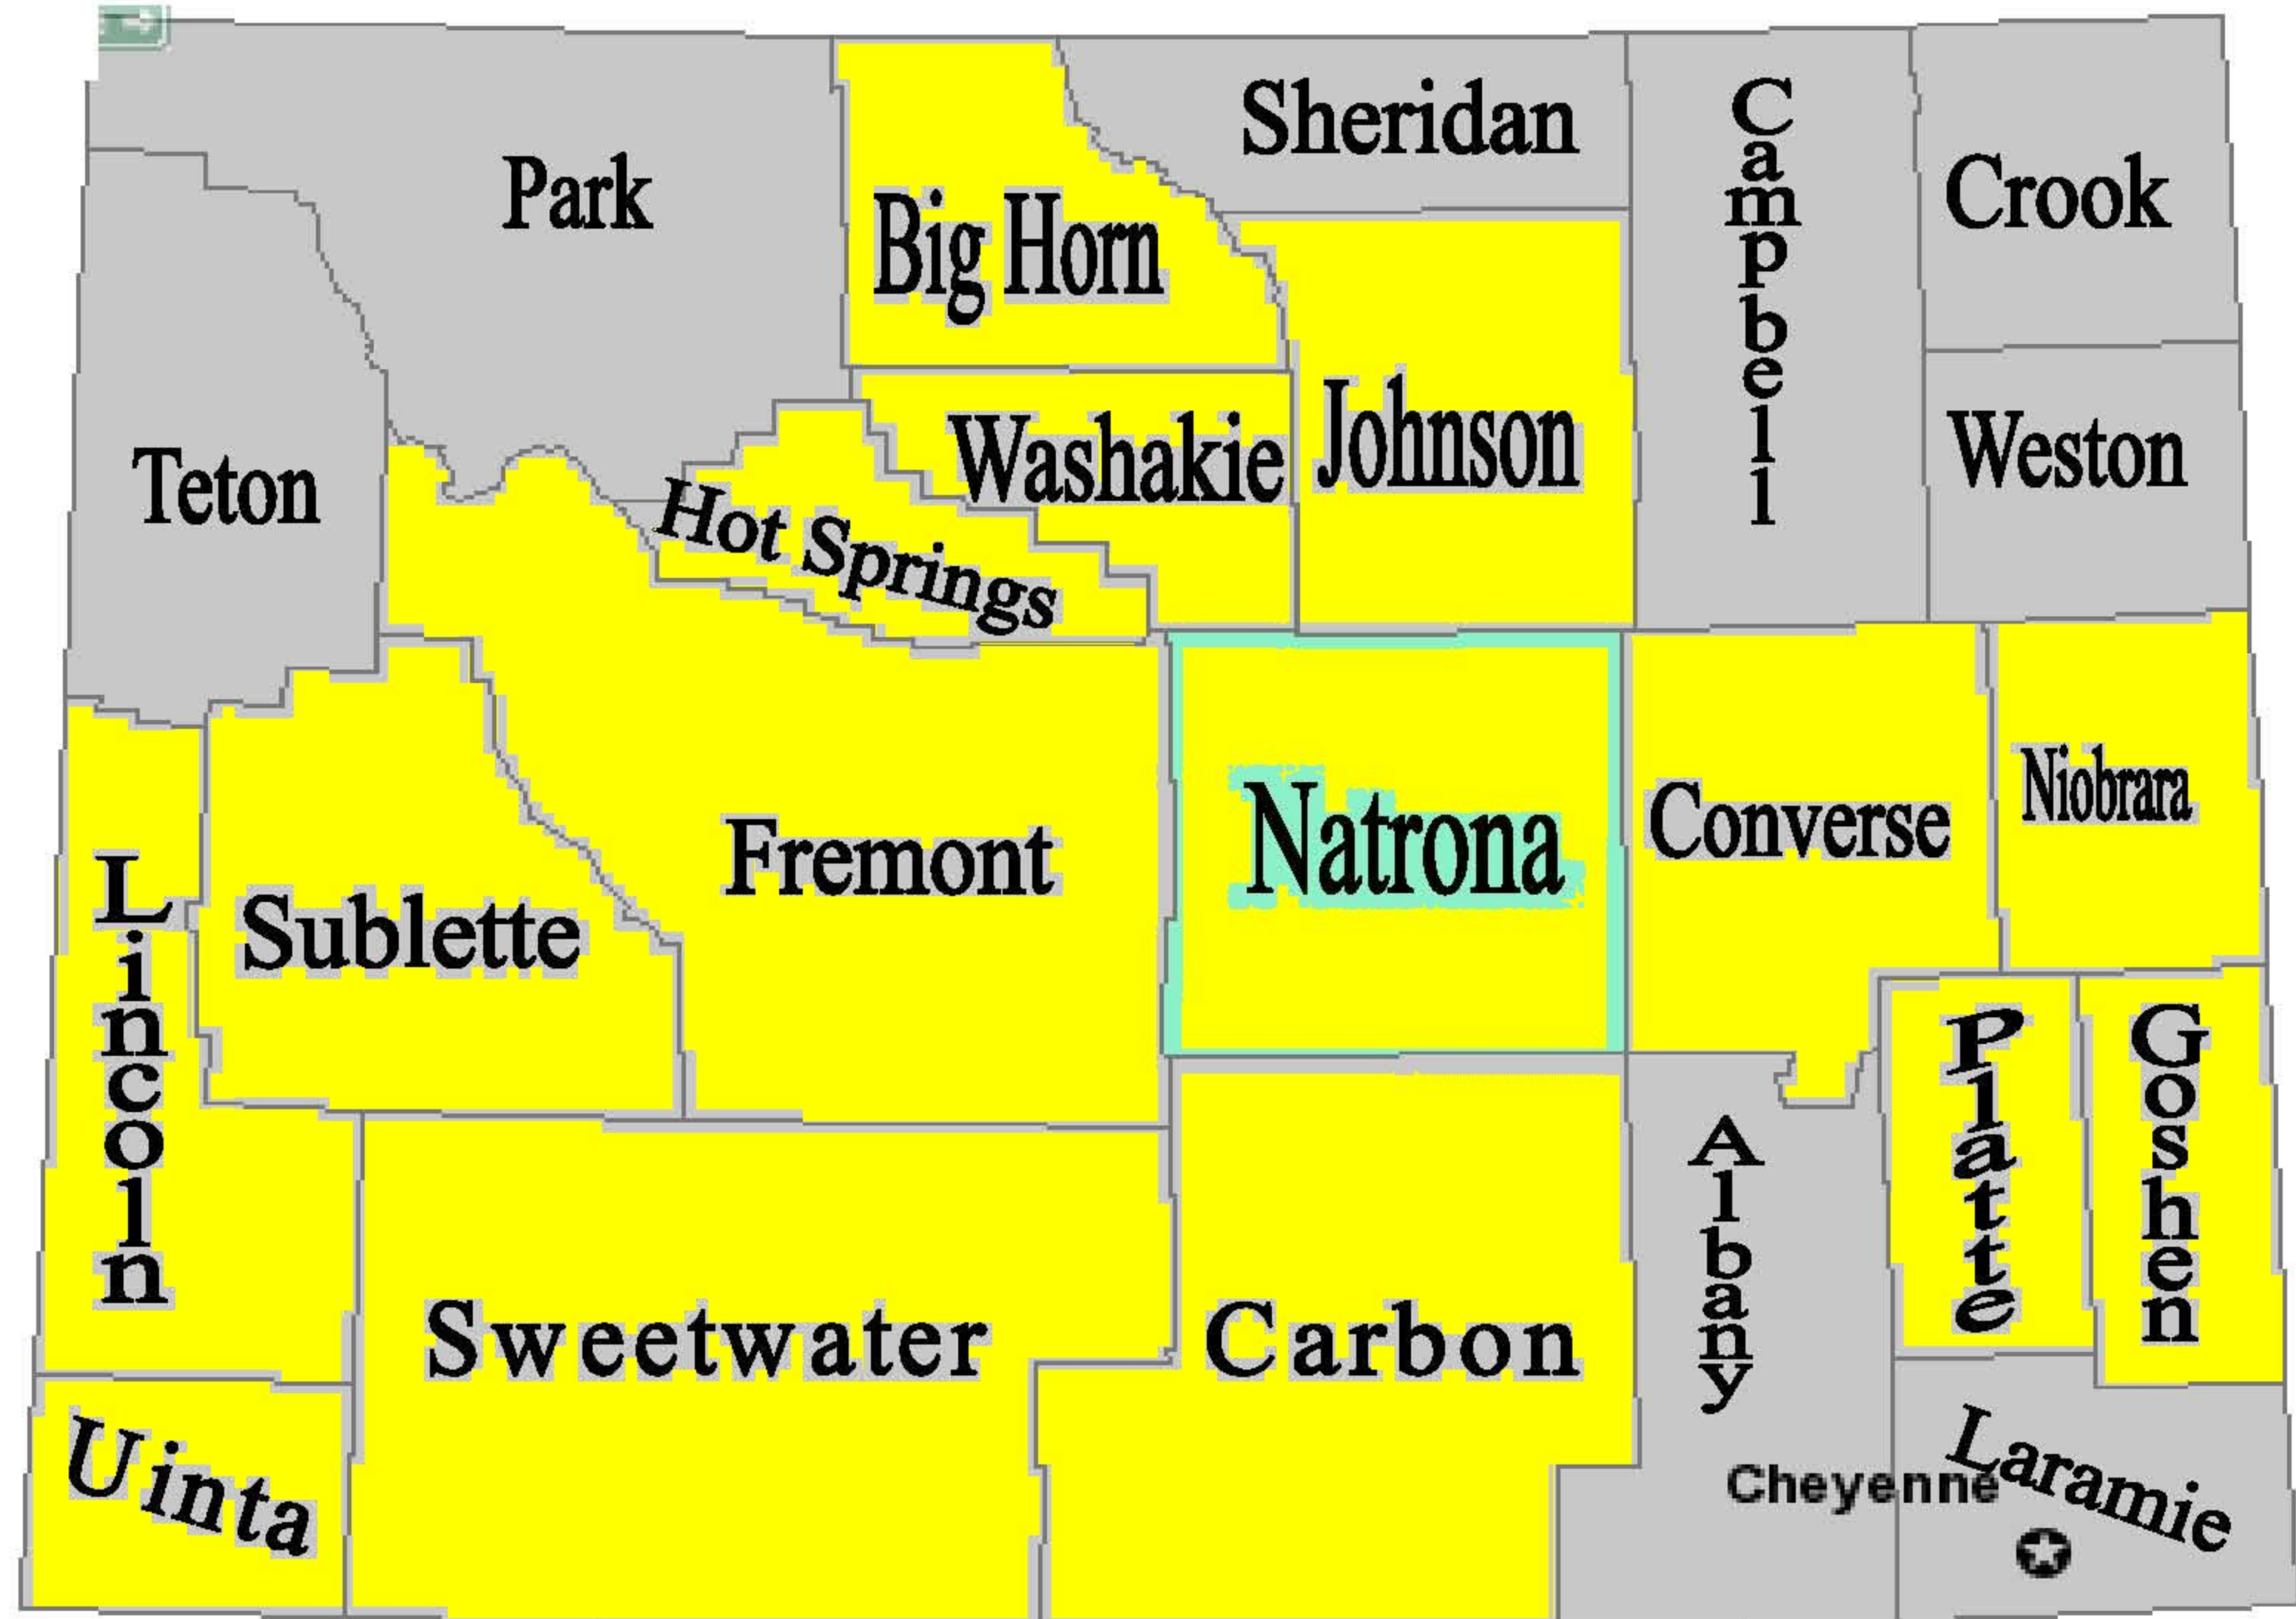 Sheridan
Campbell
Crook
Park
Big Horn
Teton
Hot Springs
Washakie
Johnson
Weston
Lincoln
Sublette
Fremont
Natrona
Converse
Niobrara
Platte
Goshen
Albany
Sweetwater
Carbon
Uinta
Cheyenne
Laramie